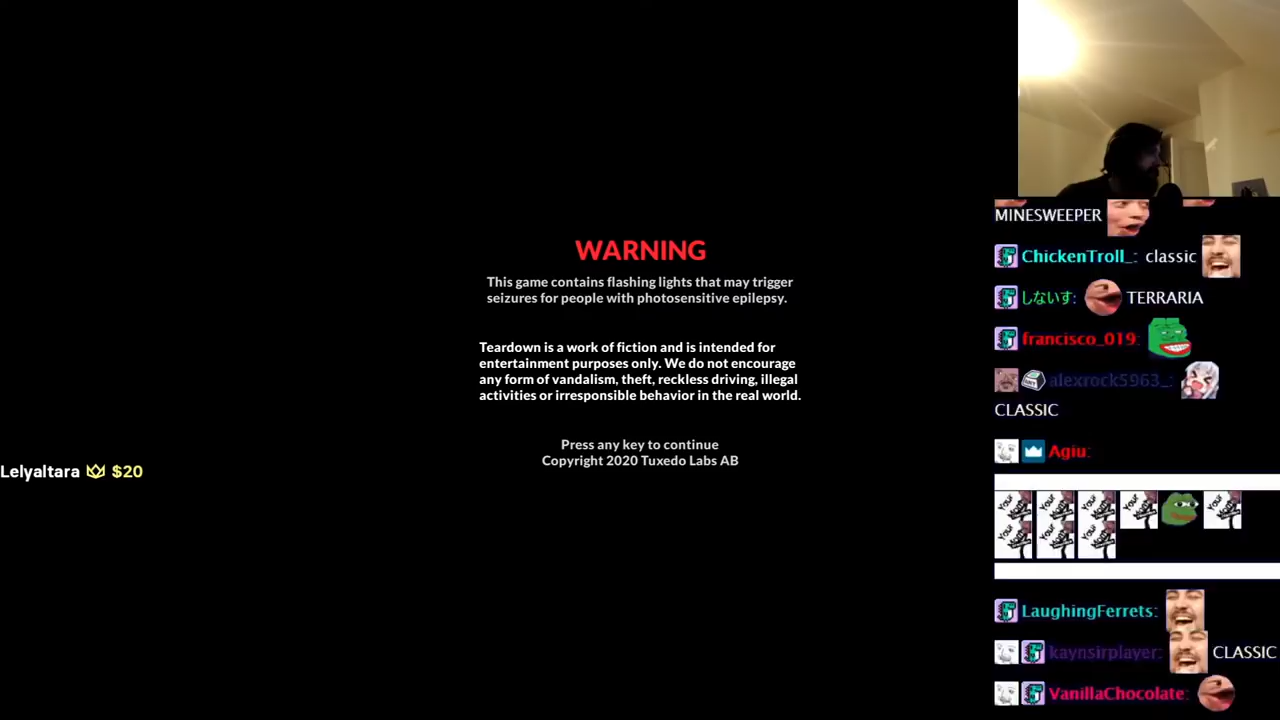 WARNING
This game contains flashing lights that may trigger
seizures for people with photosensitive epilepsy.
Teardown is a work of fiction and is intended for
entertainment purposes only. We do not encourage
any form of vandalism, theft, reckless driving, illegal
activities or irresponsible behavior in the real world.
Press any key to continue
Copyright 2020 Tuxedo Labs AB
Lelyaltara $20
MINESWEEPER
ChickenTroll_: classic
しないす: TERRARIA
francisco_019:
alexrock5963_:
CLASSIC
Agiu:
LaughingFerrets:
kaynsirplayer: CLASSIC
VanillaChocolate: